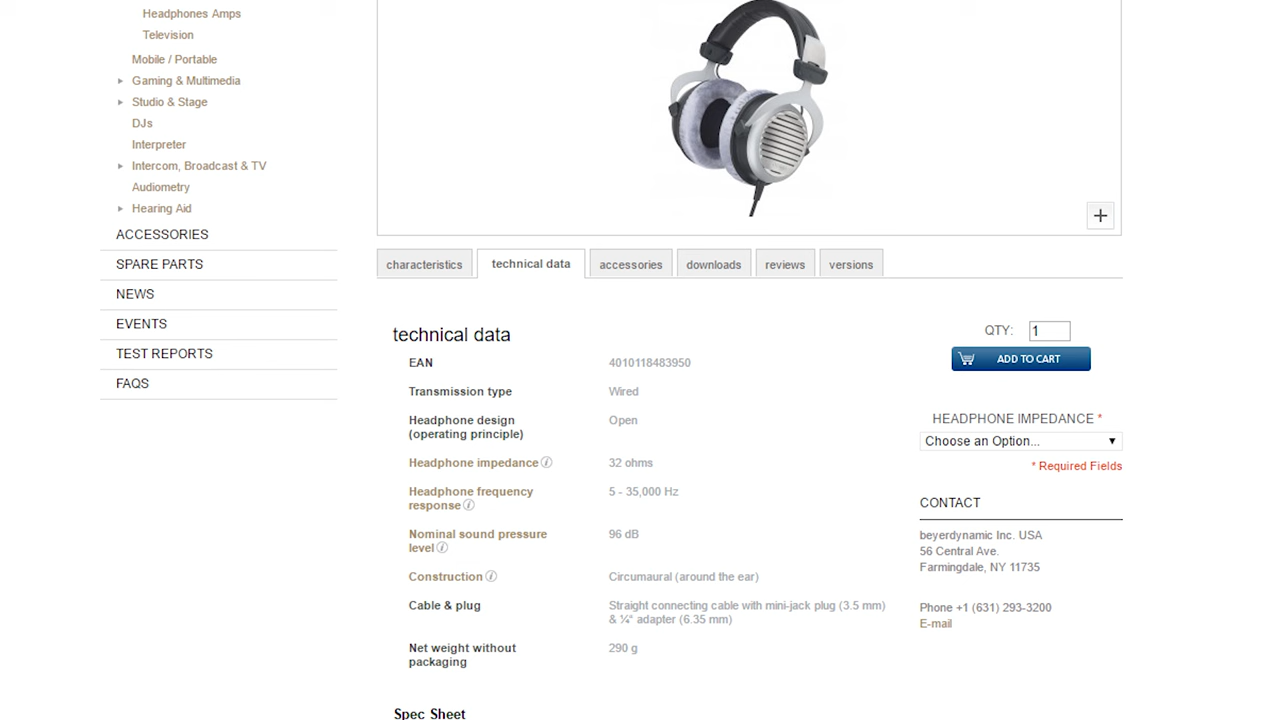 Headphones Amps
Television
Mobile / Portable
Gaming & Multimedia
Studio & Stage
DJs
Interpreter
Intercom, Broadcast & TV
Audiometry
Hearing Aid
ACCESSORIES
SPARE PARTS
NEWS
EVENTS
TEST REPORTS
FAQS
characteristics
technical data
accessories
downloads
reviews
versions
technical data
EAN 4010118483950
Transmission type Wired
Headphone design Open
(operating principle)
Headphone impedance 32 ohms
Headphone frequency 5 - 35,000 Hz
response
Nominal sound pressure 96 dB
level
Construction Circumaural (around the ear)
Cable & plug Straight connecting cable with mini-jack plug (3.5 mm)
& ¼“ adapter (6.35 mm)
Net weight without 290 g
packaging
Spec Sheet
QTY: 1
ADD TO CART
HEADPHONE IMPEDANCE *
Choose an Option...
* Required Fields
CONTACT
beyerdynamic Inc. USA
56 Central Ave.
Farmingdale, NY 11735
Phone +1 (631) 293-3200
E-mail